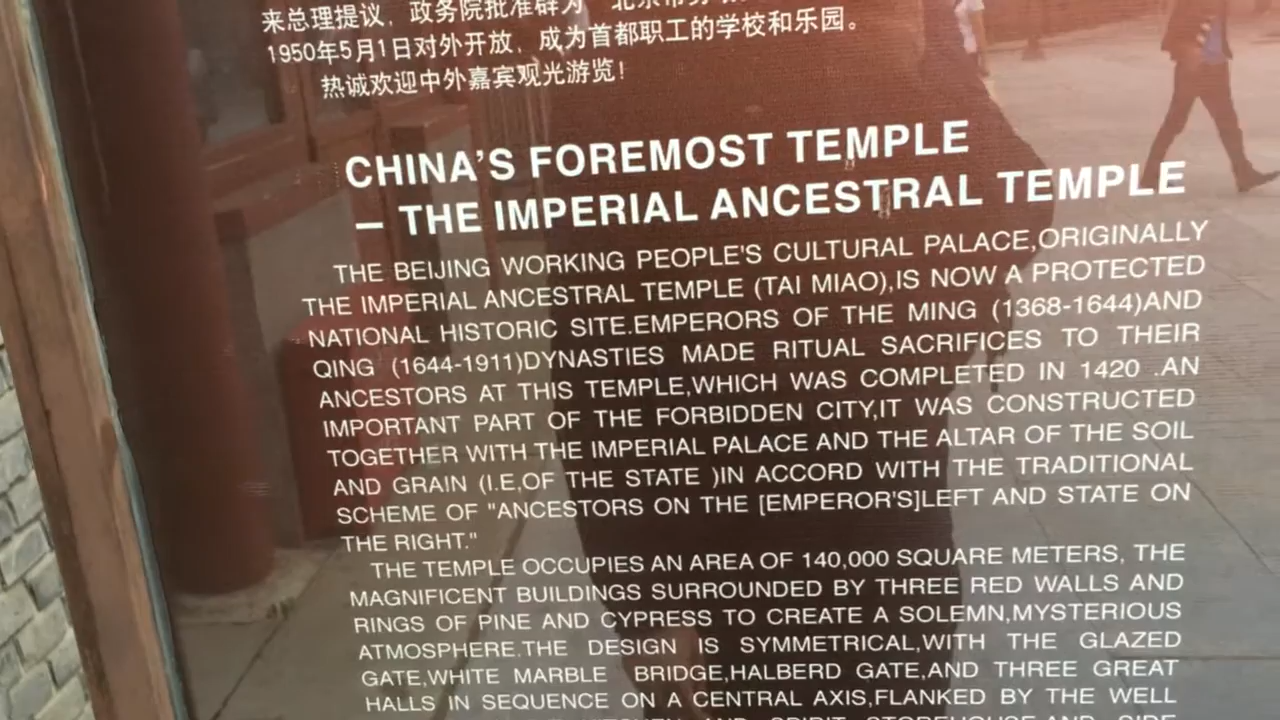 来总理提议，政务院批准辟为"北京市劳
1950年5月1日对外开放，成为首都职工的学校和乐园。
热诚欢迎中外嘉宾观光游览！
CHINA'S FOREMOST TEMPLE
— THE IMPERIAL ANCESTRAL TEMPLE
THE BEIJING WORKING PEOPLE'S CULTURAL PALACE,ORIGINALLY
THE IMPERIAL ANCESTRAL TEMPLE (TAI MIAO),IS NOW A PROTECTED
NATIONAL HISTORIC SITE.EMPERORS OF THE MING (1368-1644)AND
QING (1644-1911)DYNASTIES MADE RITUAL SACRIFICES TO THEIR
ANCESTORS AT THIS TEMPLE,WHICH WAS COMPLETED IN 1420 .AN
IMPORTANT PART OF THE FORBIDDEN CITY,IT WAS CONSTRUCTED
TOGETHER WITH THE IMPERIAL PALACE AND THE ALTAR OF THE SOIL
AND GRAIN (I.E,OF THE STATE )IN ACCORD WITH THE TRADITIONAL
SCHEME OF "ANCESTORS ON THE [EMPEROR'S]LEFT AND STATE ON
THE RIGHT."
THE TEMPLE OCCUPIES AN AREA OF 140,000 SQUARE METERS, THE
MAGNIFICENT BUILDINGS SURROUNDED BY THREE RED WALLS AND
RINGS OF PINE AND CYPRESS TO CREATE A SOLEMN,MYSTERIOUS
ATMOSPHERE.THE DESIGN IS SYMMETRICAL,WITH THE GLAZED
GATE,WHITE MARBLE BRIDGE,HALBERD GATE,AND THREE GREAT
HALLS IN SEQUENCE ON A CENTRAL AXIS,FLANKED BY THE WELL
KITCHEN AND SPIRIT STOREHOUSE,AND SIDE